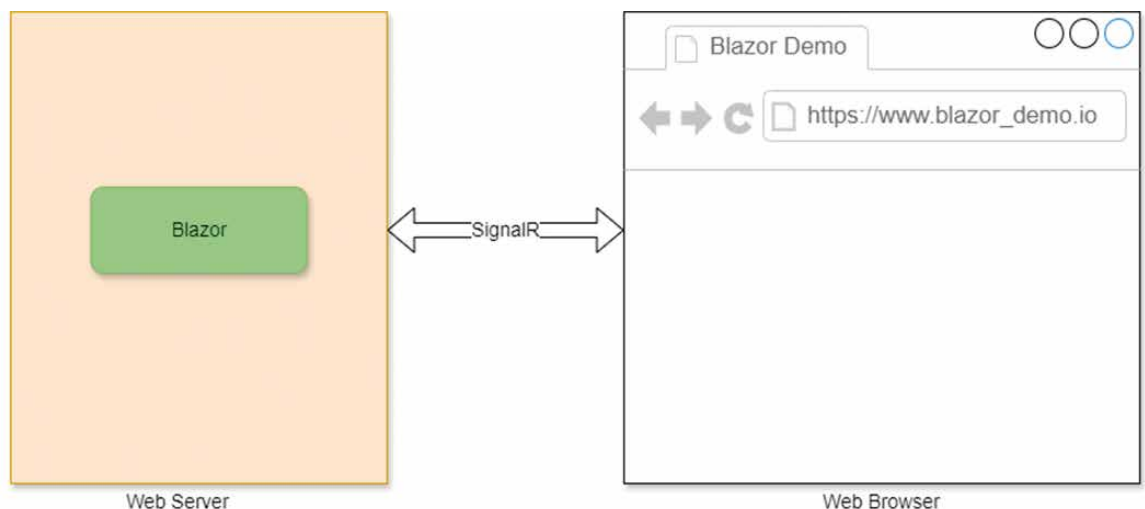 Blazor Demo
https://www.blazor_demo.io
Blazor
SignalR
Web Server
Web Browser